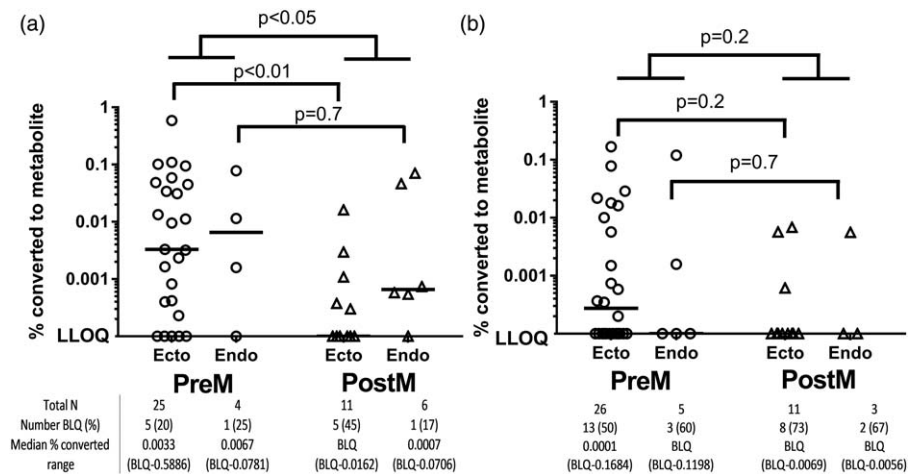 (a)
p<0.05
p<0.01
p=0.7
% converted to metabolite
1
0.1
0.01
0.001
LLOQ
Ecto Endo Ecto Endo
PreM PostM
Total N 25 4 11 6
Number BLQ (%) 5 (20) 1 (25) 5 (45) 1 (17)
Median % converted 0.0033 0.0067 BLQ 0.0007
range (BLQ-0.5886) (BLQ-0.0781) (BLQ-0.0162) (BLQ-0.0706)
(b)
p=0.2
p=0.2
p=0.7
% converted to metabolite
1
0.1
0.01
0.001
LLOQ
Ecto Endo Ecto Endo
PreM PostM
26 5 11 3
13 (50) 3 (60) 8 (73) 2 (67)
0.0001 BLQ BLQ BLQ
(BLQ-0.1684) (BLQ-0.1198) (BLQ-0.0069) (BLQ-0.0056)